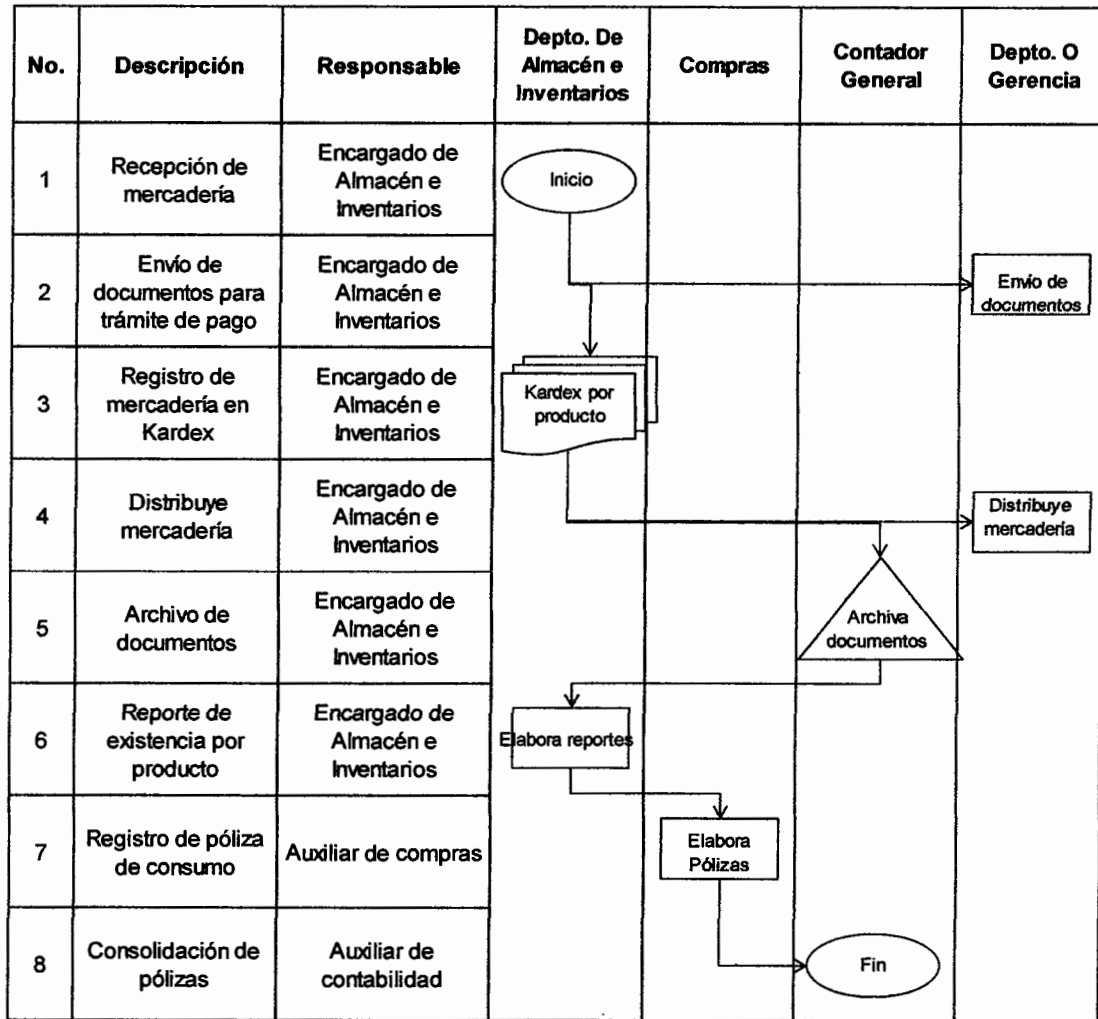 No.
Descripción
Responsable
Depto. De
Almacén e
Inventarios
Compras
Contador
General
Depto. O
Gerencia
1
Recepción de
mercadería
Encargado de
Almacén e
Inventarios
Inicio
2
Envío de
documentos para
trámite de pago
Encargado de
Almacén e
Inventarios
Envío de
documentos
3
Registro de
mercadería en
Kardex
Encargado de
Almacén e
Inventarios
Kardex por
producto
4
Distribuye
mercadería
Encargado de
Almacén e
Inventarios
Distribuye
mercadería
5
Archivo de
documentos
Encargado de
Almacén e
Inventarios
Archiva
documentos
6
Reporte de
existencia por
producto
Encargado de
Almacén e
Inventarios
Elabora reportes
7
Registro de póliza
de consumo
Auxiliar de compras
Elabora
Pólizas
8
Consolidación de
pólizas
Auxiliar de
contabilidad
Fin